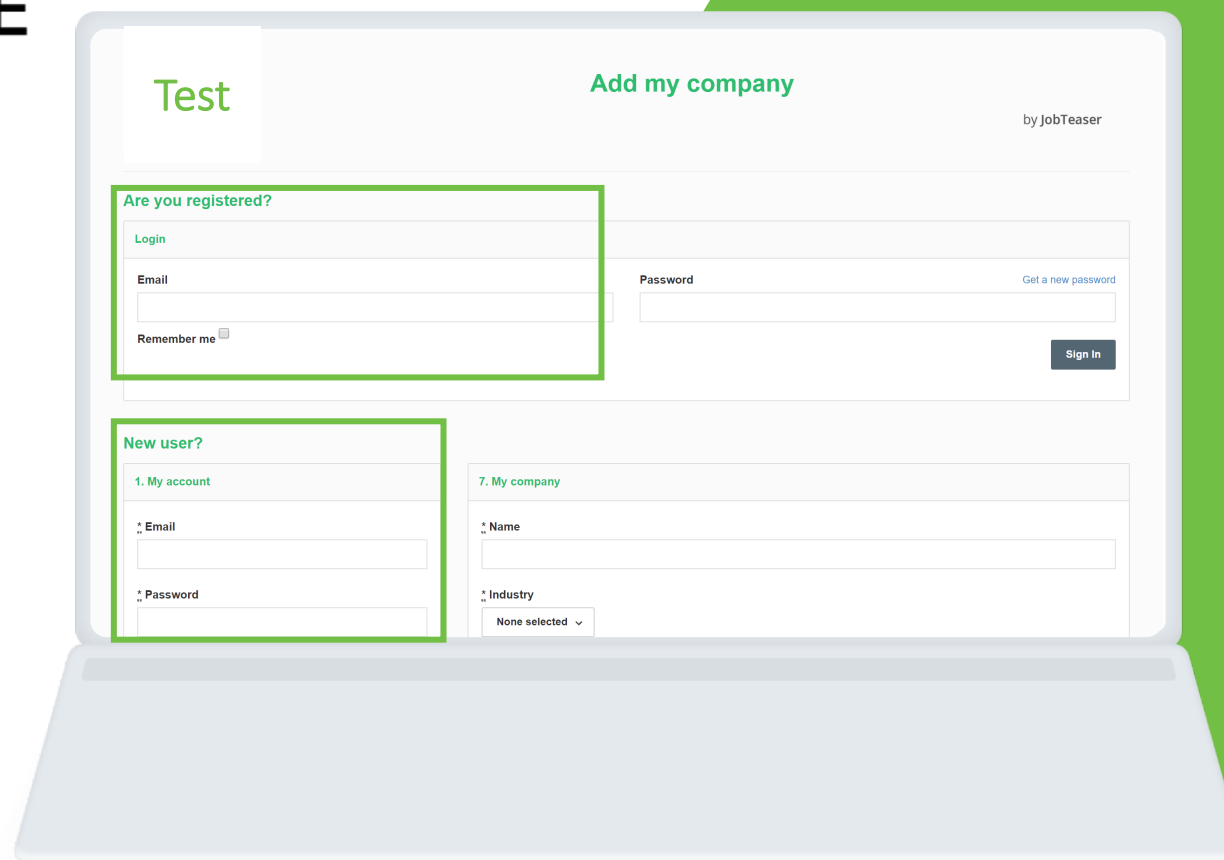 E
Test
Add my company
by JobTeaser
Are you registered?
Login
Email
Password
Get a new password
Remember me
Sign In
New user?
1. My account
7. My company
* Email
* Name
* Password
* Industry
None selected